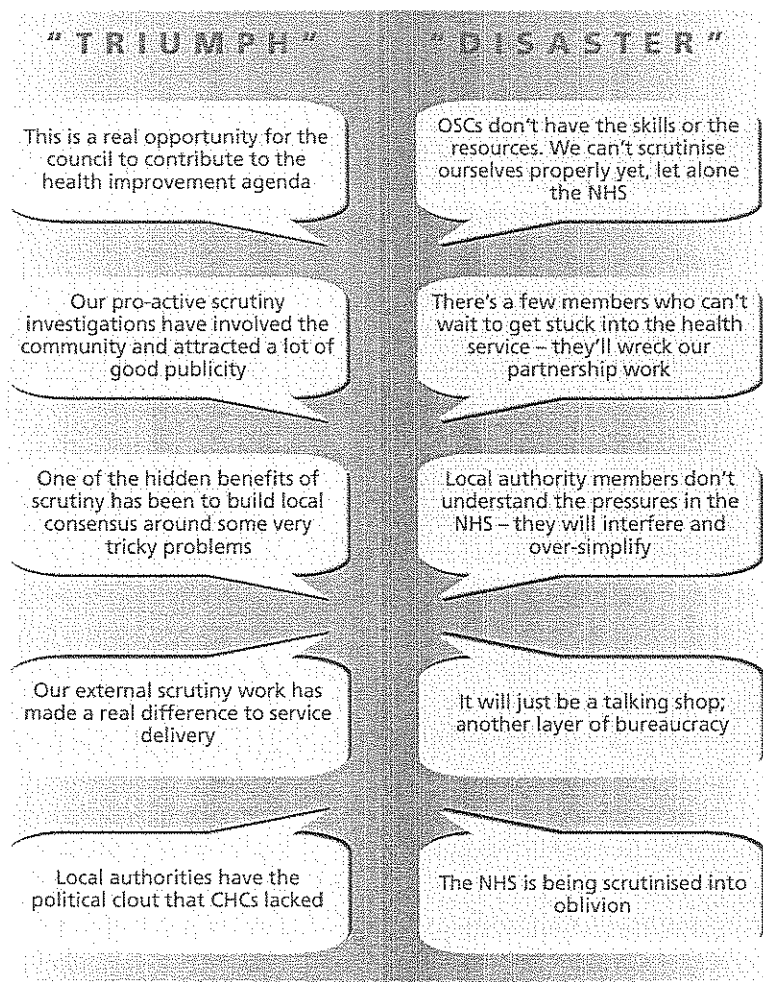 "TRIUMPH"
This is a real opportunity for the
council to contribute to the
health improvement agenda
Our pro-active scrutiny
investigations have involved the
community and attracted a lot of
good publicity
One of the hidden benefits of
scrutiny has been to build local
consensus around some very
tricky problems
Our external scrutiny work has
made a real difference to service
delivery
Local authorities have the
political clout that CHCs lacked
"DISASTER"
OSCs don't have the skills or the
resources. We can't scrutinise
ourselves properly yet, let alone
the NHS
There's a few members who can't
wait to get stuck into the health
service – they'll wreck our
partnership work
Local authority members don't
understand the pressures in the
NHS – they will interfere and
over-simplify
It will just be a talking shop;
another layer of bureaucracy
The NHS is being scrutinised into
oblivion